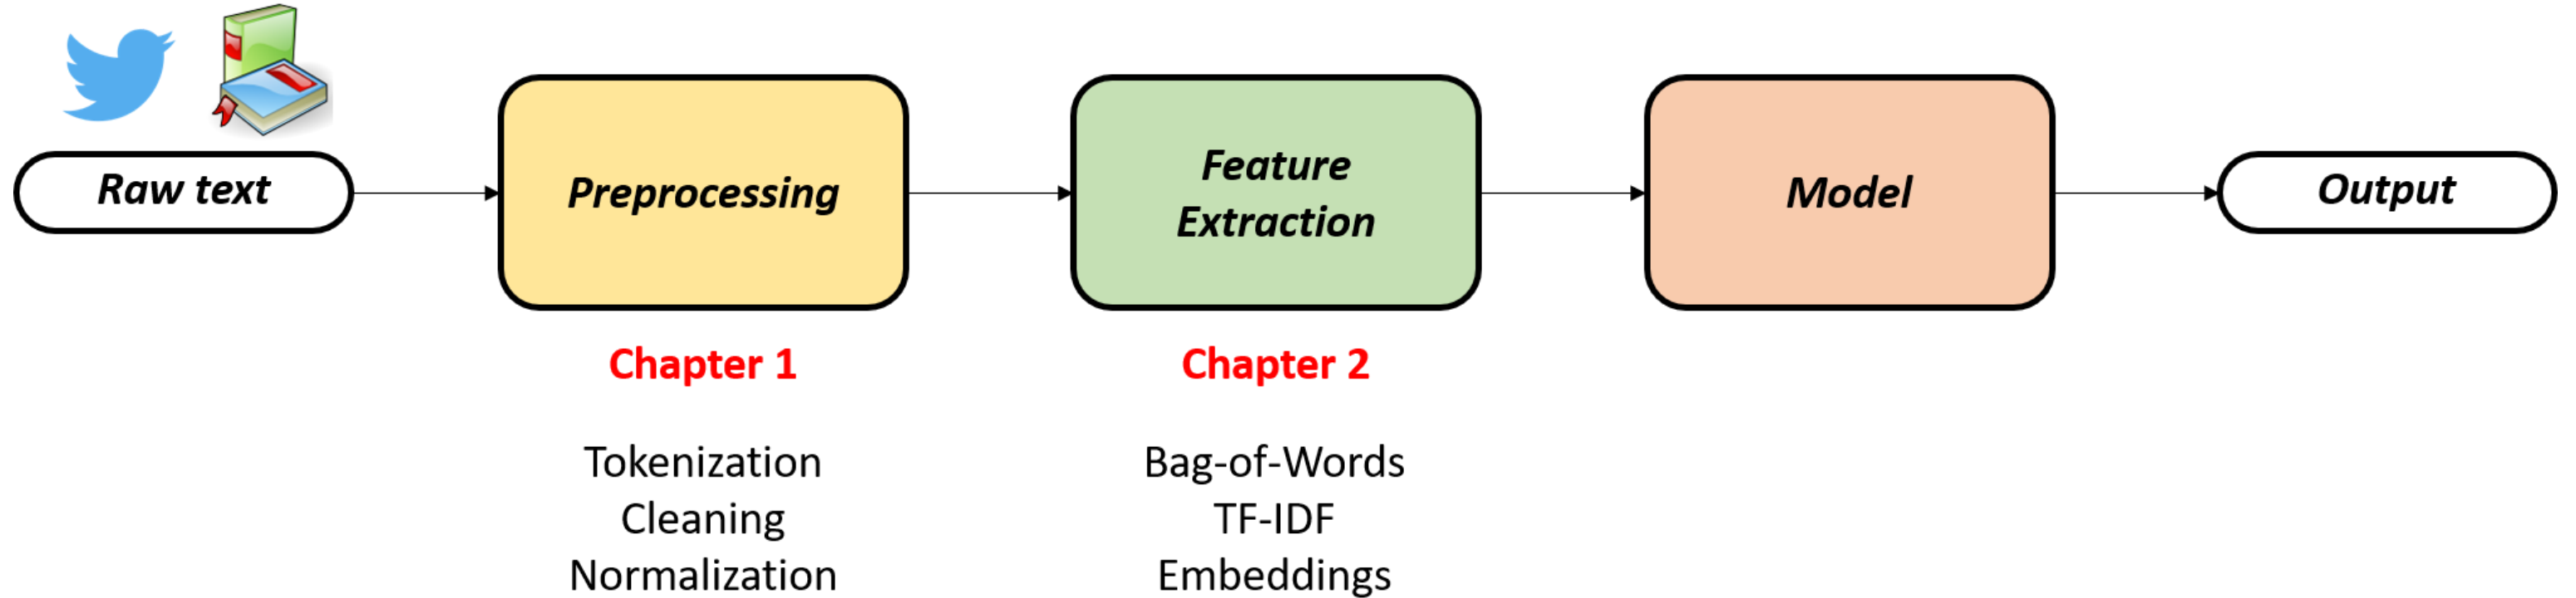 Raw text
Preprocessing
Feature
Extraction
Model
Output
Chapter 1
Chapter 2
Tokenization
Cleaning
Normalization
Bag-of-Words
TF-IDF
Embeddings